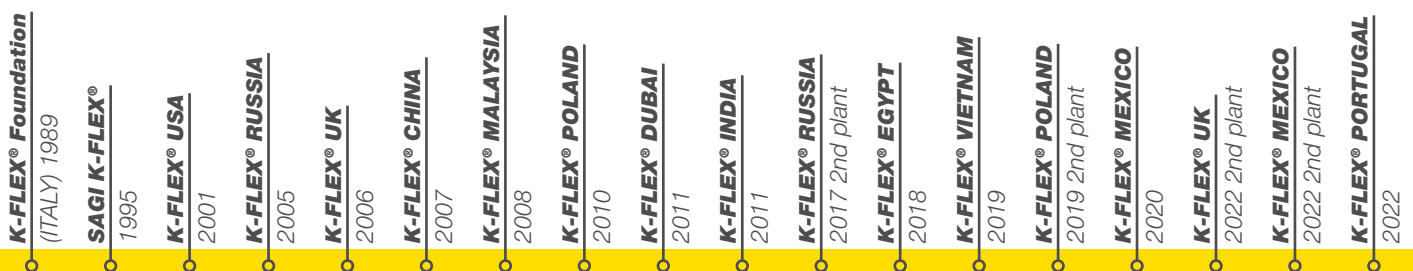 K-FLEX® Foundation
(ITALY) 1989
SAGI K-FLEX®
1995
K-FLEX® USA
2001
K-FLEX® RUSSIA
2005
K-FLEX® UK
2006
K-FLEX® CHINA
2007
K-FLEX® MALAYSIA
2008
K-FLEX® POLAND
2010
K-FLEX® DUBAI
2011
K-FLEX® INDIA
2011
K-FLEX® RUSSIA
2017 2nd plant
K-FLEX® EGYPT
2018
K-FLEX® VIETNAM
2019
K-FLEX® POLAND
2019 2nd plant
K-FLEX® MEXICO
2020
K-FLEX® UK
2022 2nd plant
K-FLEX® MEXICO
2022 2nd plant
K-FLEX® PORTUGAL
2022